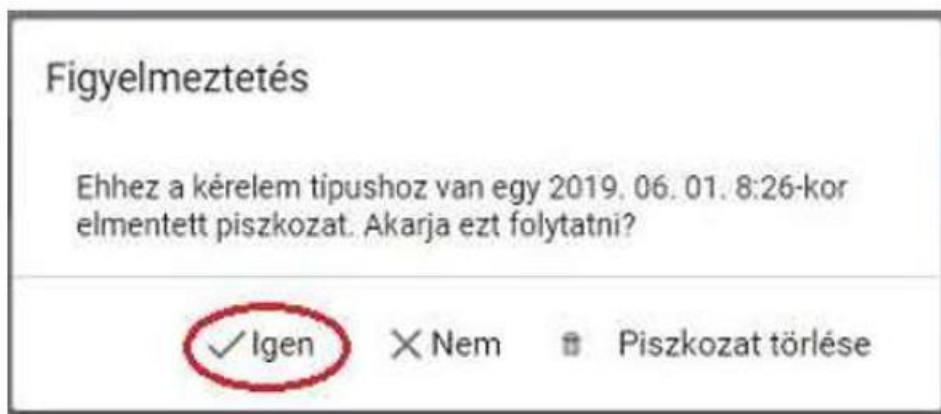 Figyelmeztetés
Ehhez a kérelem típushoz van egy 2019. 06. 01. 8:26-kor
elmentett piszkozat. Akarja ezt folytatni?
Igen Nem Piszkozat törlése